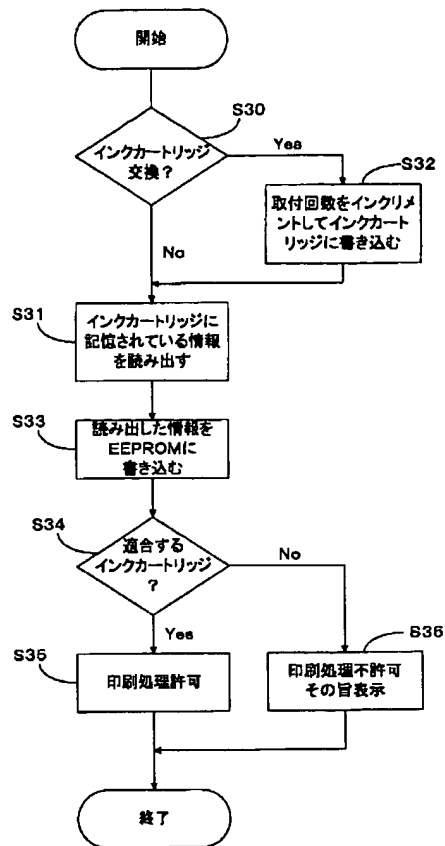 開始
S30
インクカートリッジ
交換？
Yes
S32
取付回数をインクリメ
ントしてインクカート
リッジに書き込む
No
S31
インクカートリッジに
記憶されている情報
を読み出す
S33
読み出した情報を
EEPROMに
書き込む
S34
適合する
インクカートリッジ
？
No
Yes
S35
印刷処理許可
S36
印刷処理不許可
その旨表示
終了